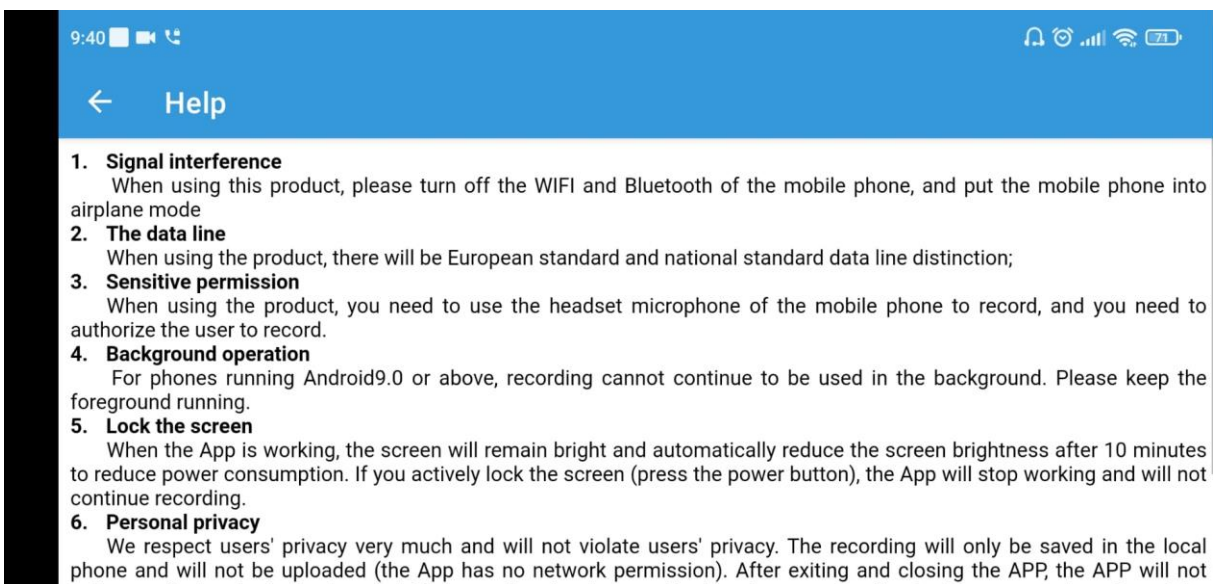 9:40
71
Help
1. Signal interference
When using this product, please turn off the WIFI and Bluetooth of the mobile phone, and put the mobile phone into
airplane mode
2. The data line
When using the product, there will be European standard and national standard data line distinction;
3. Sensitive permission
When using the product, you need to use the headset microphone of the mobile phone to record, and you need to
authorize the user to record.
4. Background operation
For phones running Android9.0 or above, recording cannot continue to be used in the background. Please keep the
foreground running.
5. Lock the screen
When the App is working, the screen will remain bright and automatically reduce the screen brightness after 10 minutes
to reduce power consumption. If you actively lock the screen (press the power button), the App will stop working and will not
continue recording.
6. Personal privacy
We respect users' privacy very much and will not violate users' privacy. The recording will only be saved in the local
phone and will not be uploaded (the App has no network permission). After exiting and closing the APP, the APP will not